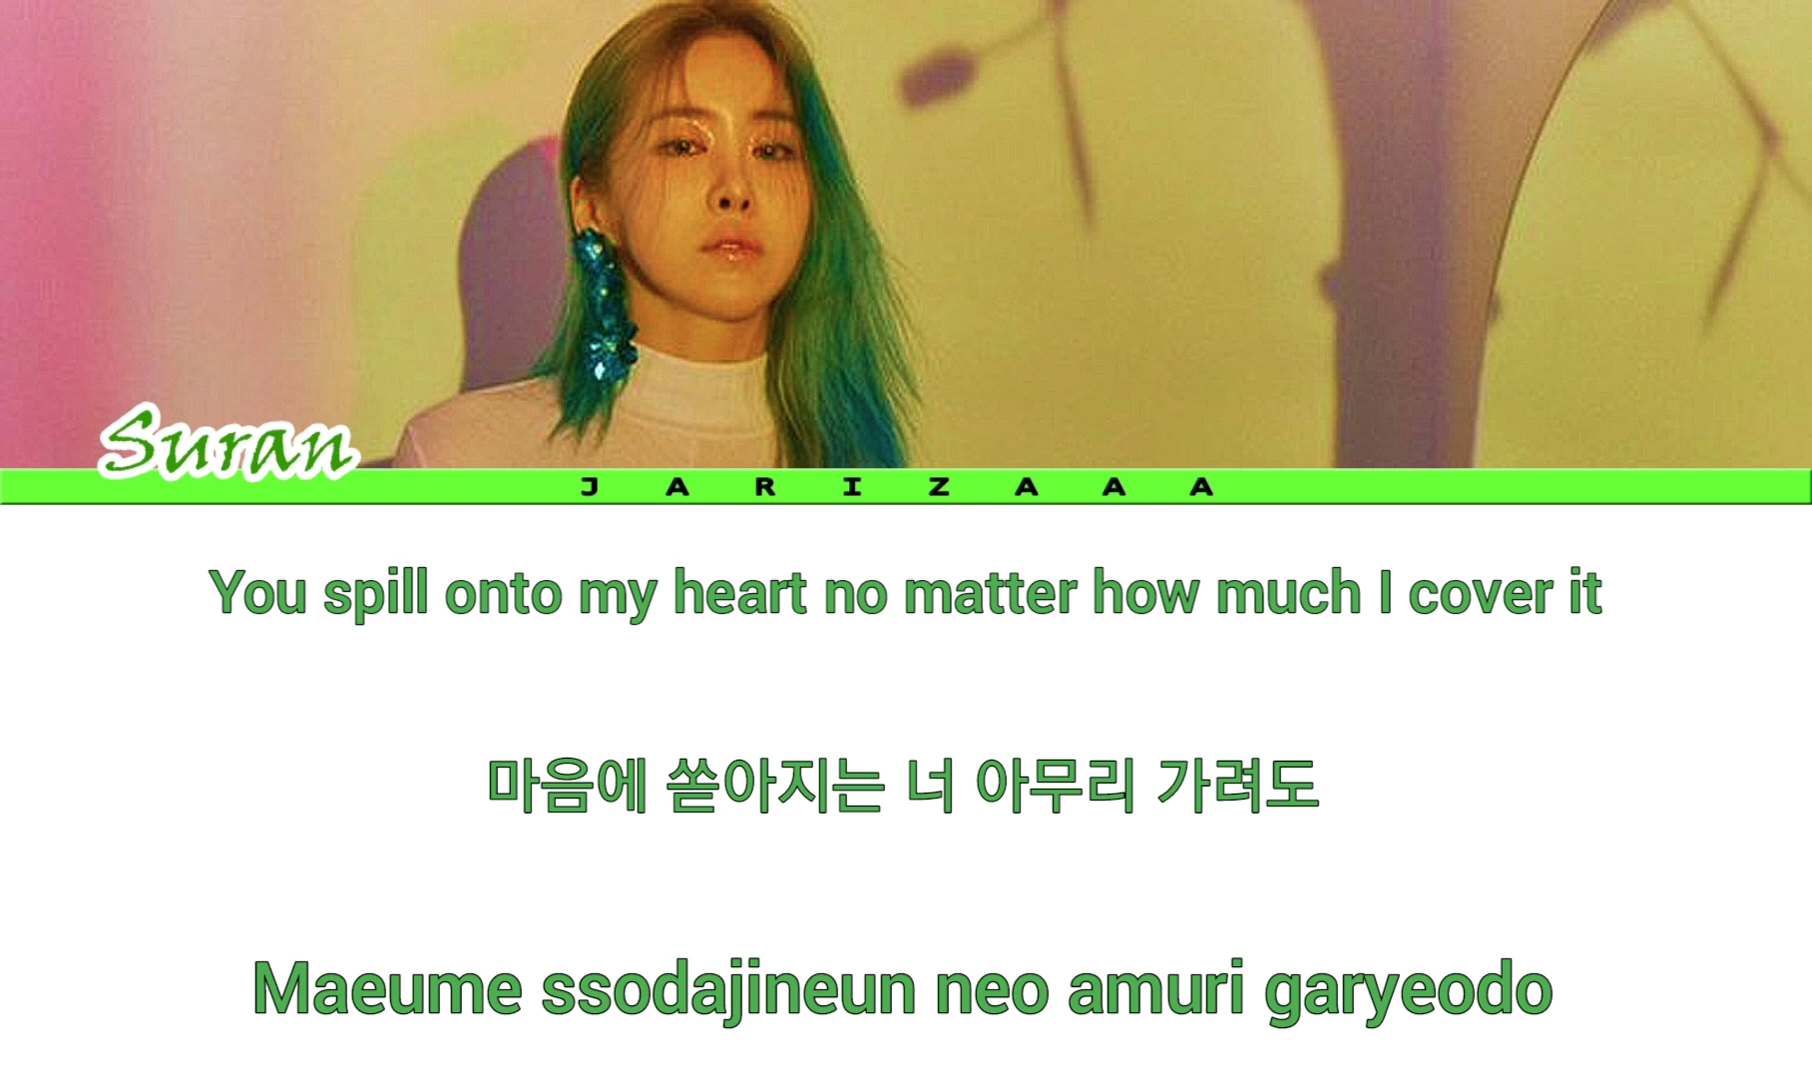 Suran
JARIZAAA
You spill onto my heart no matter how much I cover it
마음에 쏟아지는 너 아무리 가려도
Maeume ssodajineun neo amuri garyeodo